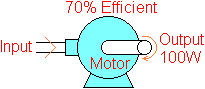 70% Efficient
Input
Output
100W
Motor